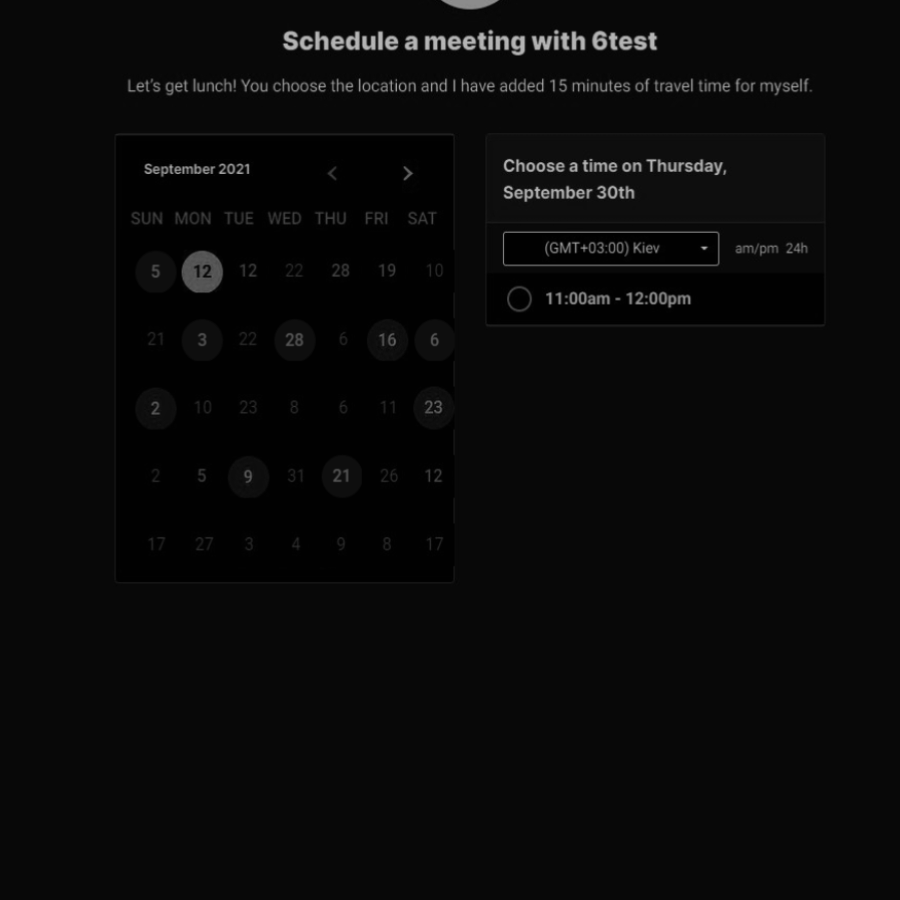 Schedule a meeting with 6test
Let's get lunch! You choose the location and I have added 15 minutes of travel time for myself.
September 2021
SUN MON TUE WED THU FRI SAT
5 12 12 22 28 19 10
21 3 22 28 6 16 6
2 10 23 8 6 11 23
2 5 9 31 21 26 12
17 27 3 4 9 8 17
Choose a time on Thursday,
September 30th
(GMT+03:00) Kiev am/pm 24h
11:00am - 12:00pm